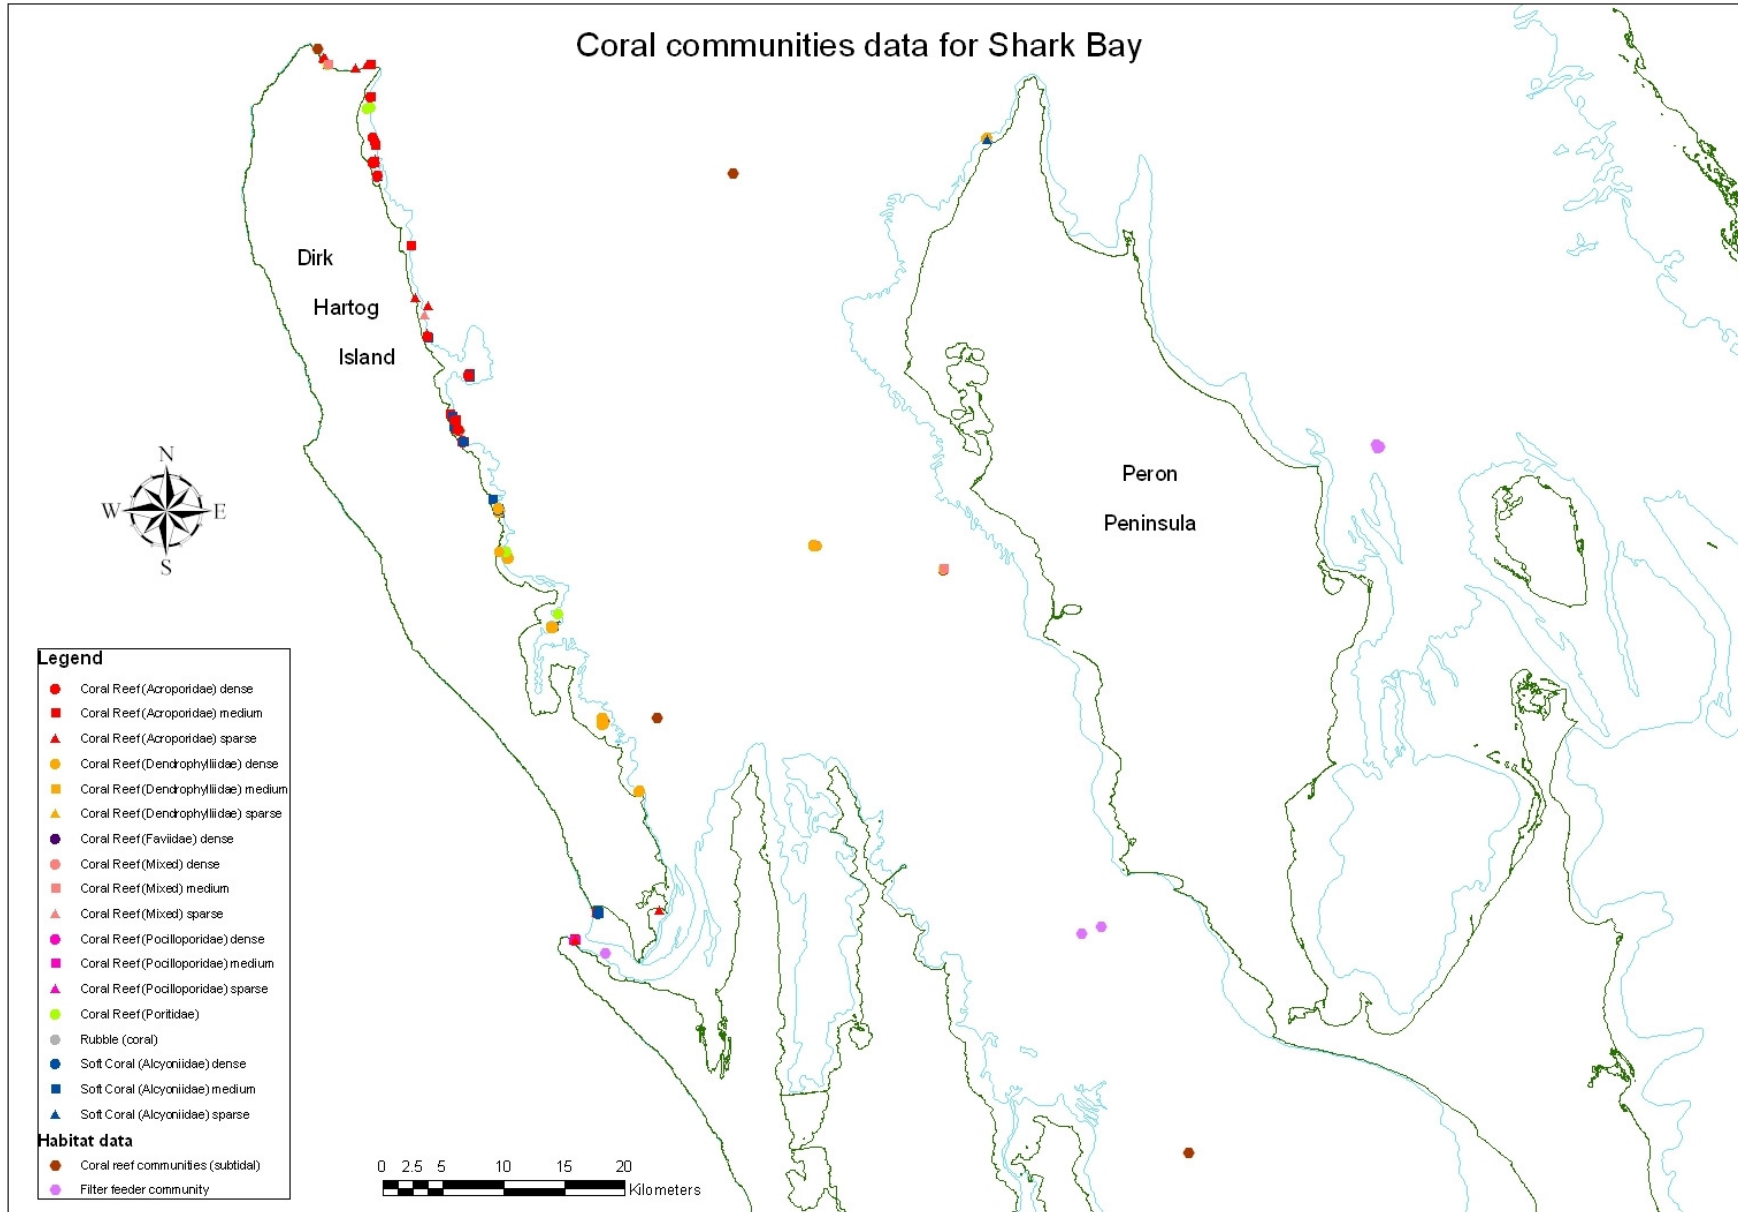 Coral communities data for Shark Bay
Dirk
Hartog
Island
Peron
Peninsula
N
W E
S
Legend
Coral Reef (Acroporidae) dense
Coral Reef (Acroporidae) medium
Coral Reef (Acroporidae) sparse
Coral Reef (Dendrophylliidae) dense
Coral Reef (Dendrophylliidae) medium
Coral Reef (Dendrophylliidae) sparse
Coral Reef (Faviidae) dense
Coral Reef (Mixed) dense
Coral Reef (Mixed) medium
Coral Reef (Mixed) sparse
Coral Reef (Pocilloporidae) dense
Coral Reef (Pocilloporidae) medium
Coral Reef (Pocilloporidae) sparse
Coral Reef (Poritidae)
Rubble (coral)
Soft Coral (Alcyoniidae) dense
Soft Coral (Alcyoniidae) medium
Soft Coral (Alcyoniidae) sparse
Habitat data
Coral reef communities (subtidal)
Filter feeder community
0 2.5 5 10 15 20
Kilometers